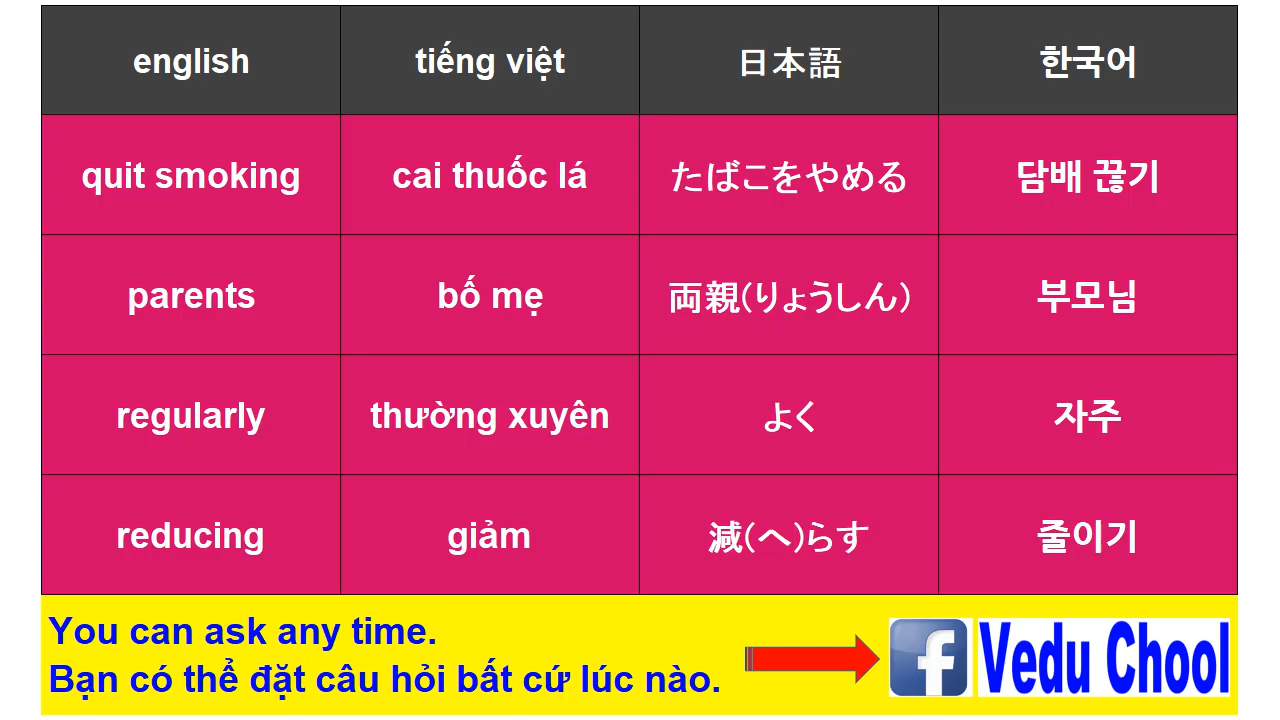 english tiếng việt 日本語 한국어
quit smoking cai thuốc lá たばこをやめる 담배 끊기
parents bố mẹ 両親(りょうしん) 부모님
regularly thường xuyên よく 자주
reducing giảm 減(へ)らす 줄이기
You can ask any time.
Bạn có thể đặt câu hỏi bất cứ lúc nào.
f Vedu Chool